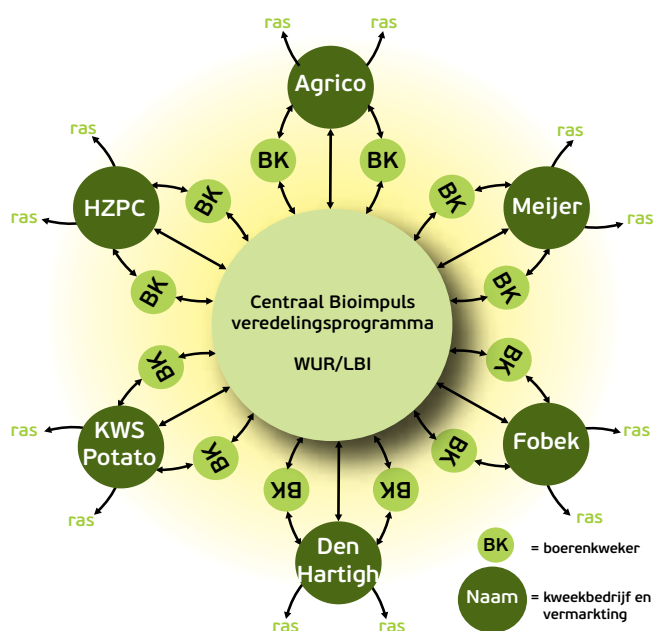 ras
ras
Agrico
BK
BK
ras
ras
HZPC
BK
BK
ras
ras
Meijer
BK
BK
Centraal Bioimpuls
veredelingsprogramma
WUR/LBI
BK
BK
ras
ras
KWS
Potato
BK
BK
ras
ras
Fobek
BK
BK
Den
Hartigh
ras
ras
BK
= boerenkweker
Naam
= kweekbedrijf en
vermarkting